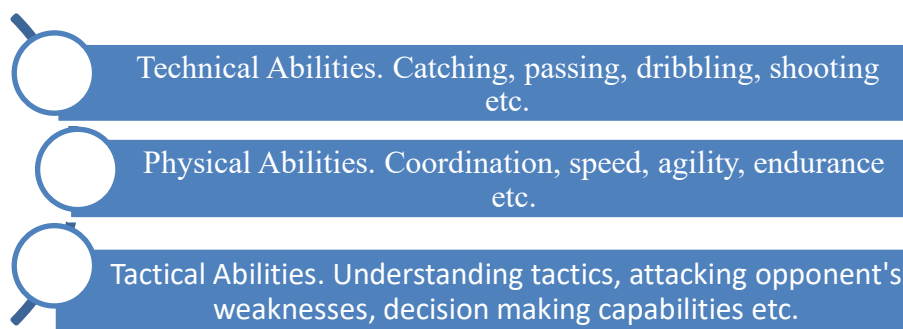 Technical Abilities. Catching, passing, dribbling, shooting
etc.
Physical Abilities. Coordination, speed, agility, endurance
etc.
Tactical Abilities. Understanding tactics, attacking opponent's
weaknesses, decision making capabilities etc.